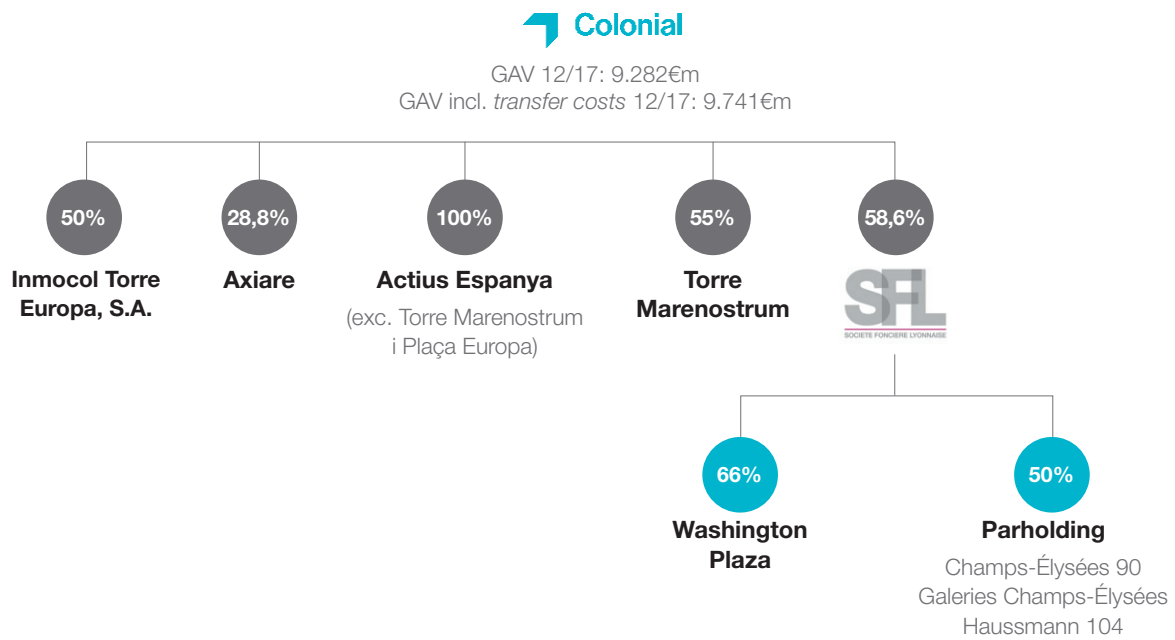 Colonial
GAV 12/17: 9.282€m
GAV incl. transfer costs 12/17: 9.741€m
50%
28,8%
100%
55%
58,6%
Inmocol Torre
Europa, S.A.
Axiare
Actius Espanya
(exc. Torre Marenostrum
i Plaça Europa)
Torre
Marenostrum
SFL
SOCIETE FONCIERE LYONNAISE
66%
50%
Washington
Plaza
Parholding
Champs-Élysées 90
Galeries Champs-Élysées
Haussmann 104